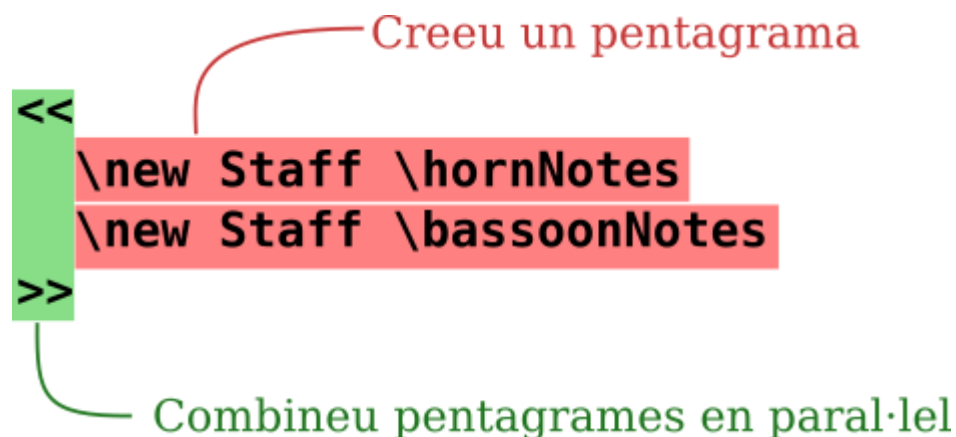 Creeu un pentagrama
<<
\new Staff \hornNotes
\new Staff \bassoonNotes
>>
Combineu pentagrames en paral·lel